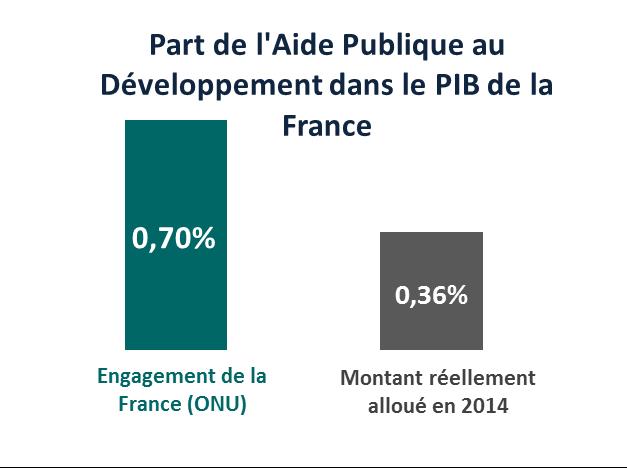 Part de l'Aide Publique au
Développement dans le PIB de la
France
0,70%
0,36%
Engagement de la
France (ONU)
Montant réellement
alloué en 2014